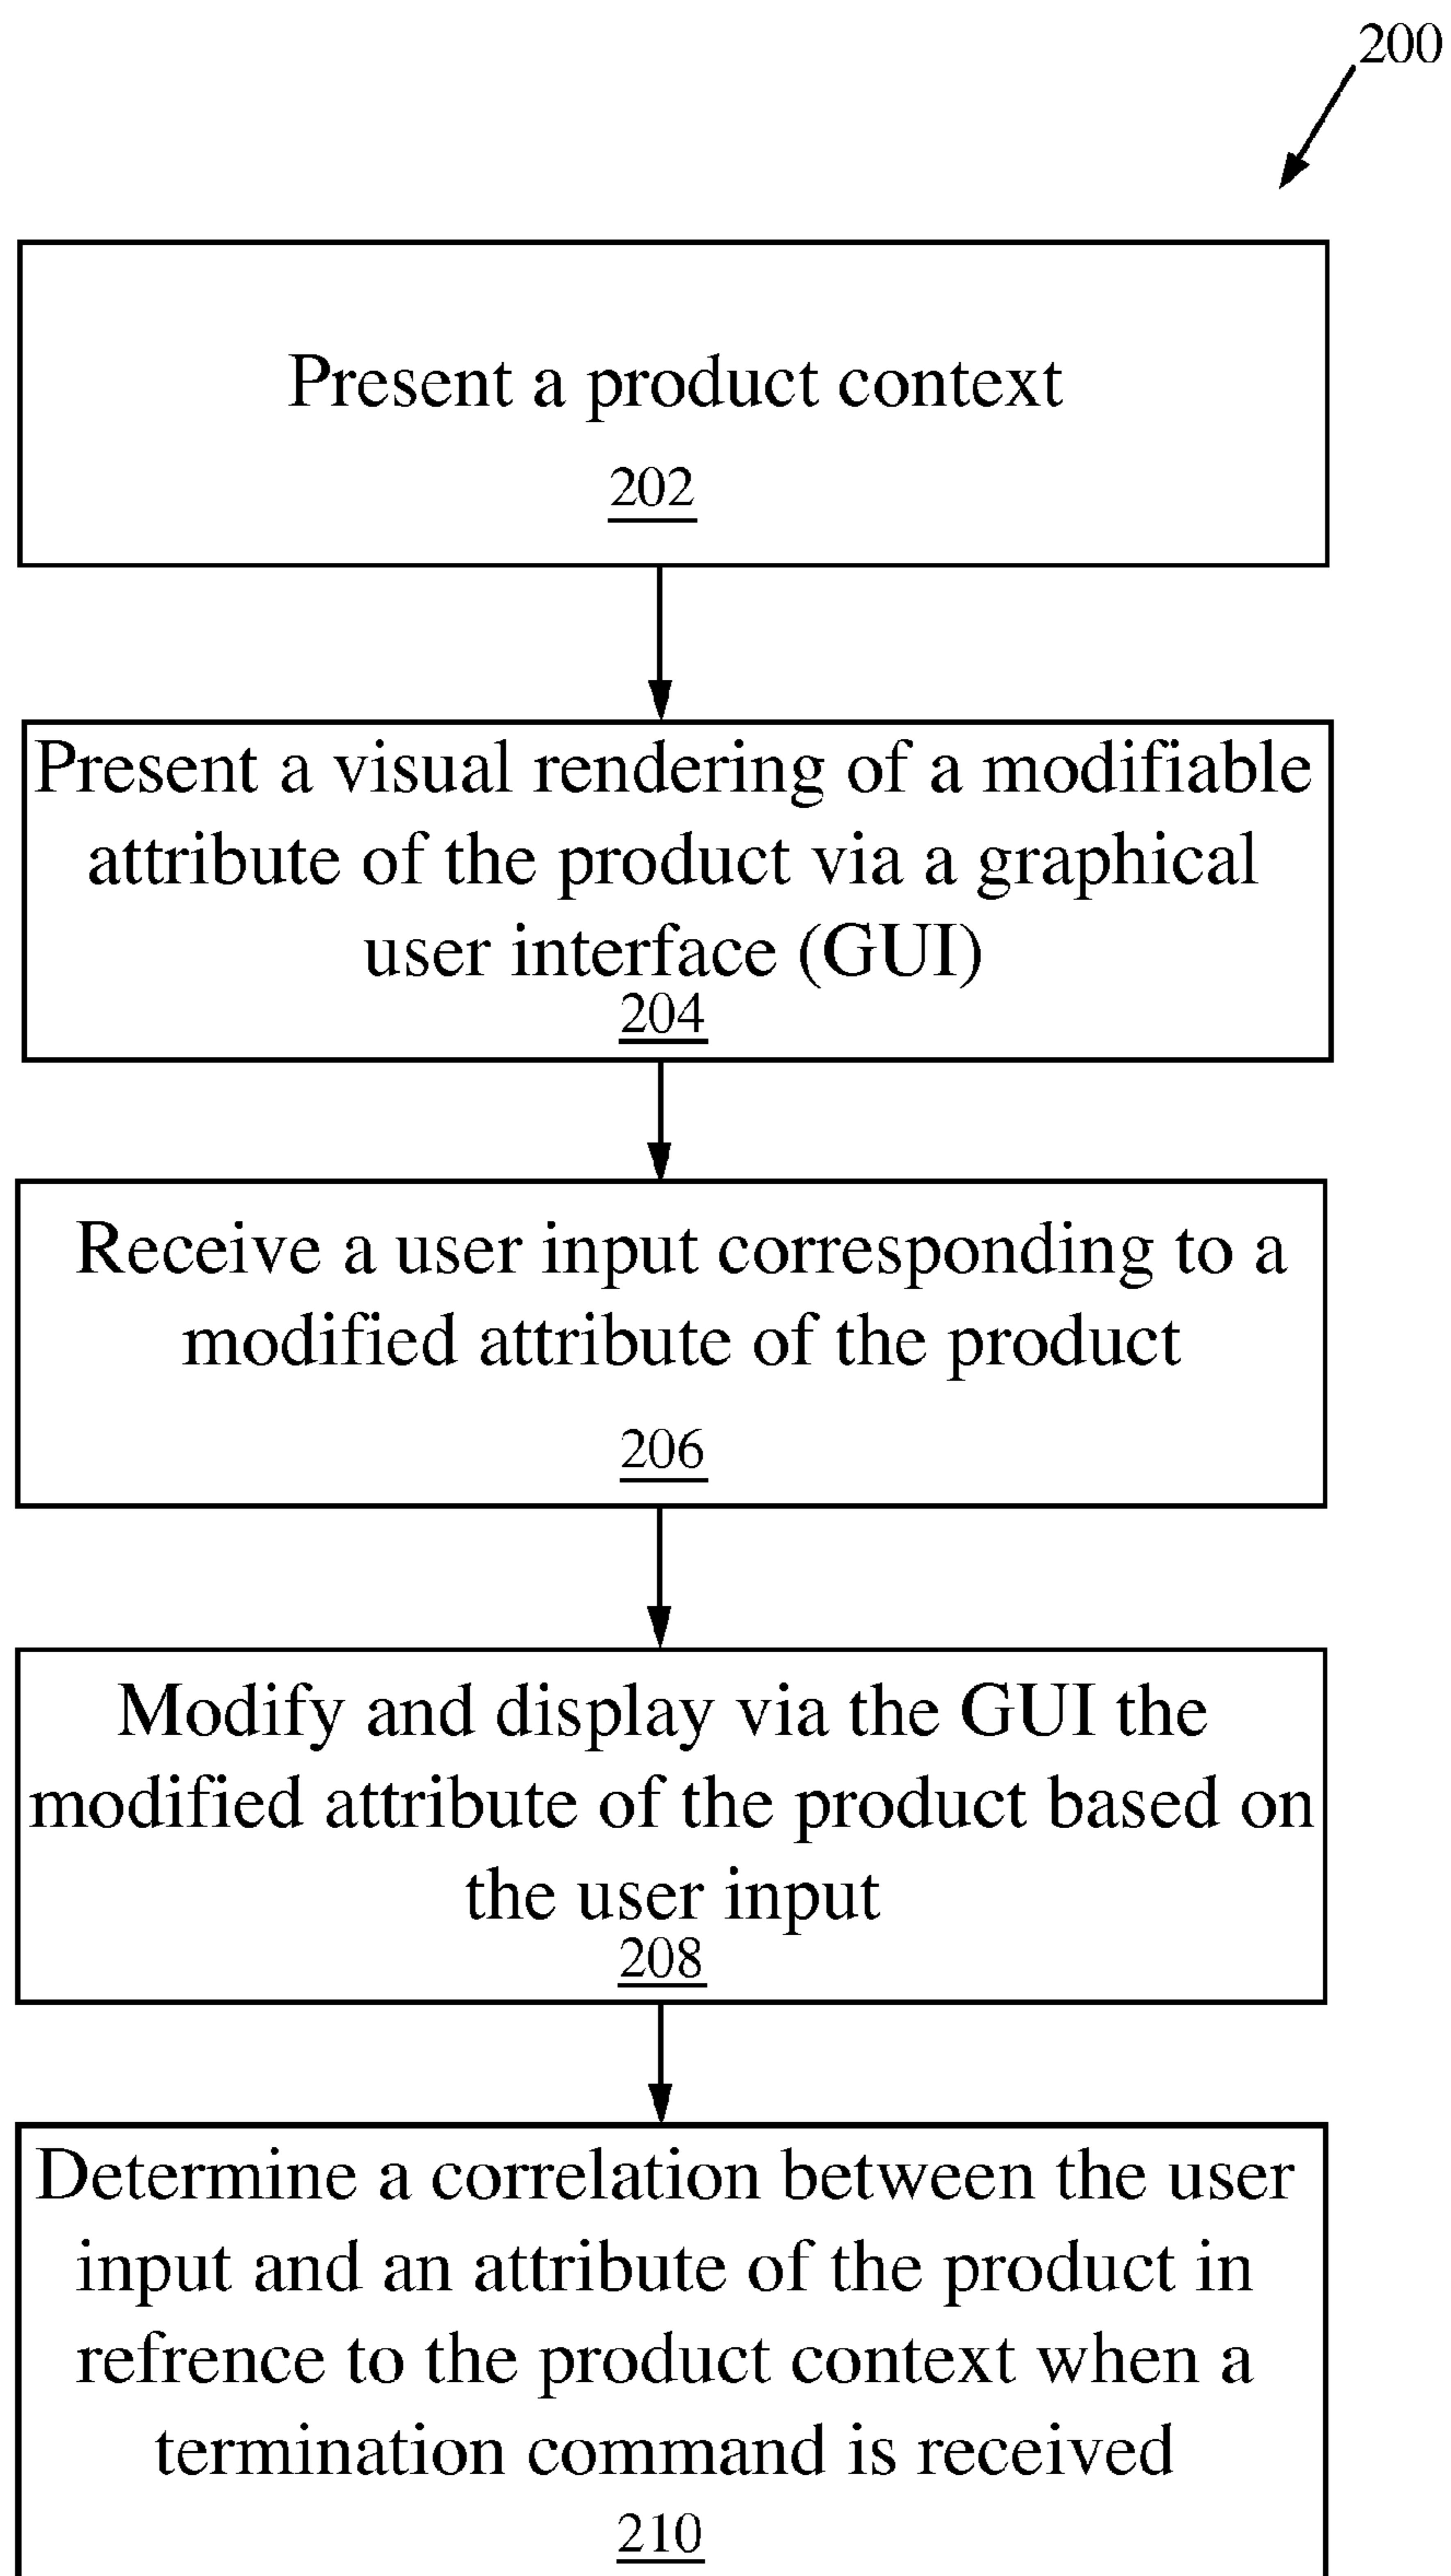 200
Present a product context
202
Present a visual rendering of a modifiable
attribute of the product via a graphical
user interface (GUI)
204
Receive a user input corresponding to a
modified attribute of the product
206
Modify and display via the GUI the
modified attribute of the product based on
the user input
208
Determine a correlation between the user
input and an attribute of the product in
refrence to the product context when a
termination command is received
210